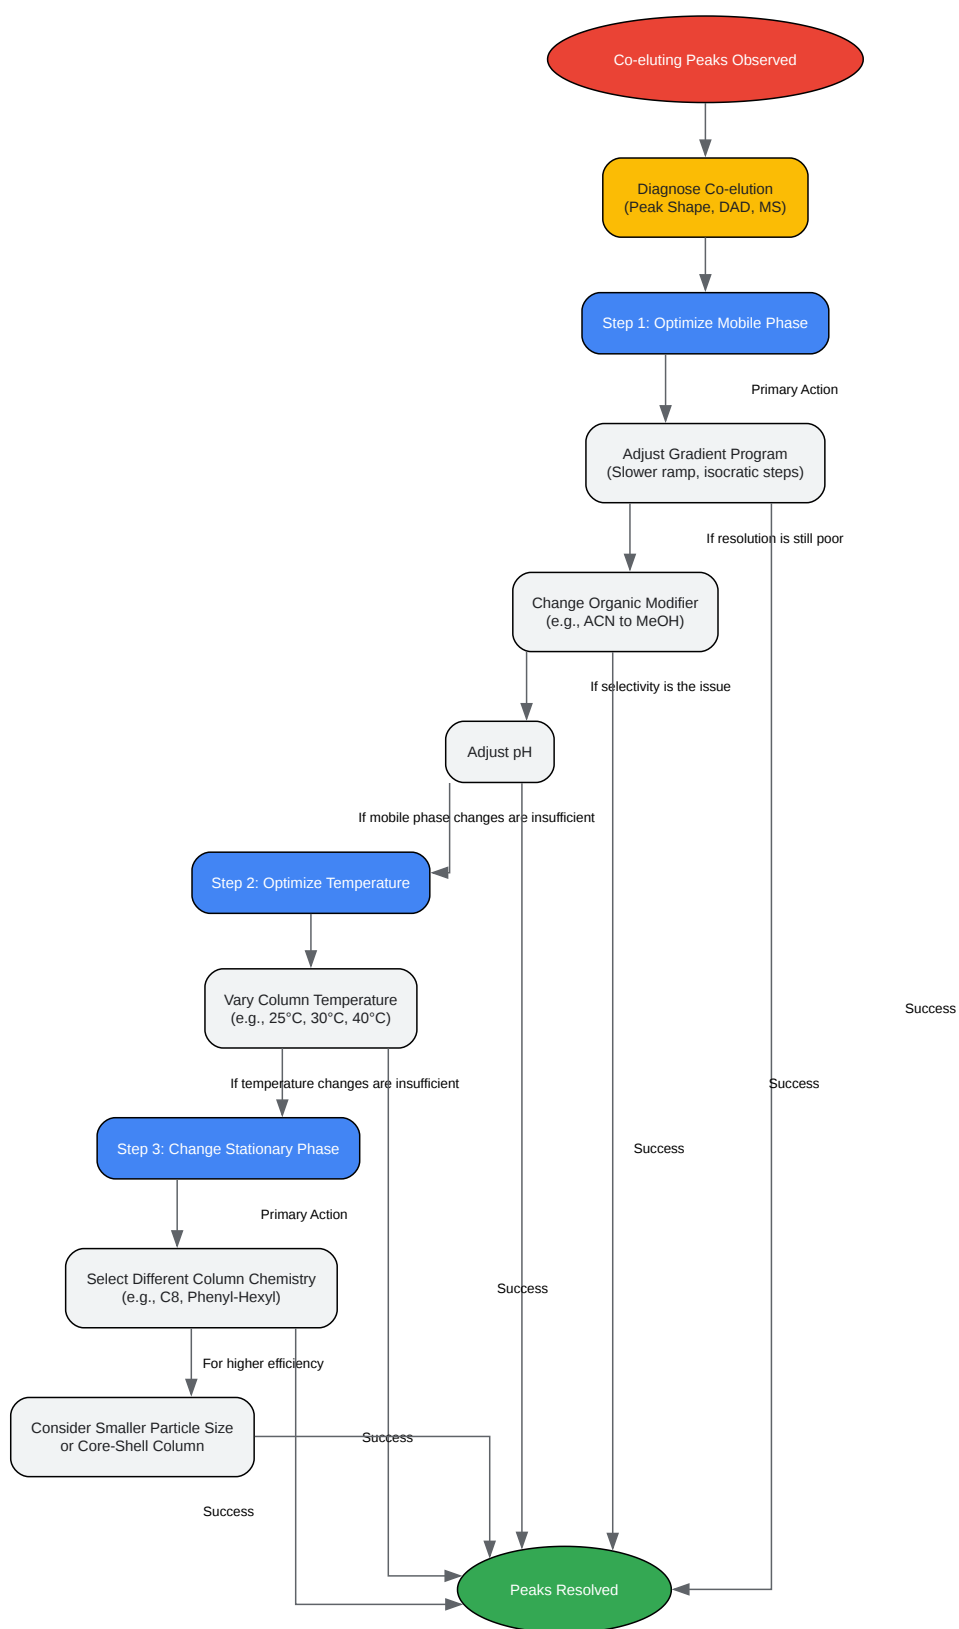 Co-eluting Peaks Observed
Diagnose Co-elution
(Peak Shape, DAD, MS)
Step 1: Optimize Mobile Phase
Primary Action
Adjust Gradient Program
(Slower ramp, isocratic steps)
If resolution is still poor
Change Organic Modifier
(e.g., ACN to MeOH)
If selectivity is the issue
Adjust pH
If mobile phase changes are insufficient
Step 2: Optimize Temperature
Vary Column Temperature
(e.g., 25°C, 30°C, 40°C)
Success
If temperature changes are insufficient
Success
Step 3: Change Stationary Phase
Success
Primary Action
Select Different Column Chemistry
(e.g., C8, Phenyl-Hexyl)
Success
For higher efficiency
Consider Smaller Particle Size
or Core-Shell Column
Success
Success
Peaks Resolved